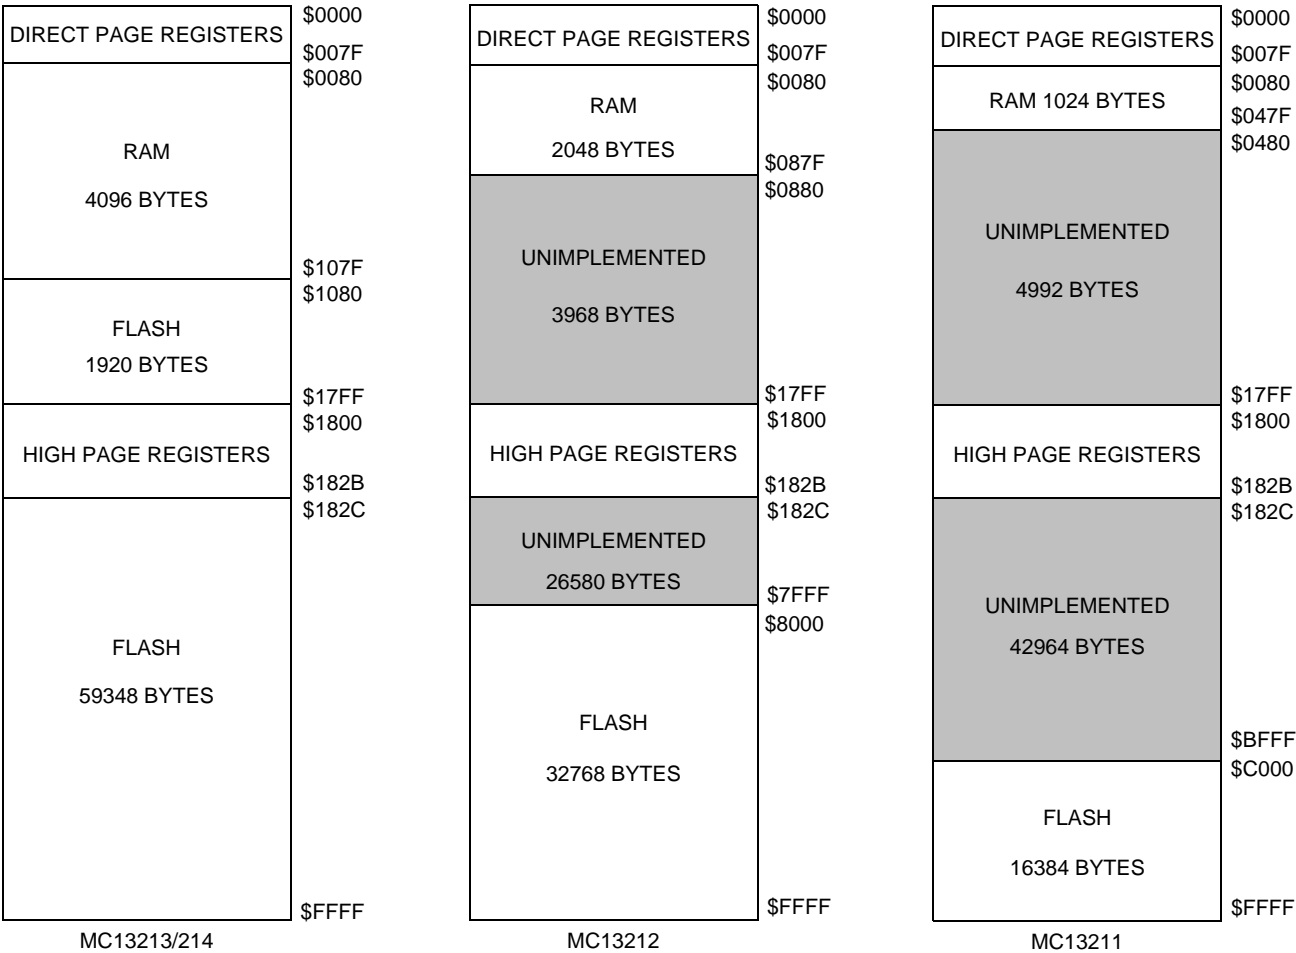 DIRECT PAGE REGISTERS
$0000
$007F
$0080
RAM
4096 BYTES
$107F
$1080
FLASH
1920 BYTES
$17FF
$1800
HIGH PAGE REGISTERS
$182B
$182C
FLASH
59348 BYTES
$FFFF
MC13213/214
DIRECT PAGE REGISTERS
$0000
$007F
$0080
RAM
2048 BYTES
$087F
$0880
UNIMPLEMENTED
3968 BYTES
$17FF
$1800
HIGH PAGE REGISTERS
$182B
$182C
UNIMPLEMENTED
26580 BYTES
$7FFF
$8000
FLASH
32768 BYTES
$FFFF
MC13212
DIRECT PAGE REGISTERS
$0000
$007F
$0080
RAM 1024 BYTES
$047F
$0480
UNIMPLEMENTED
4992 BYTES
$17FF
$1800
HIGH PAGE REGISTERS
$182B
$182C
UNIMPLEMENTED
42964 BYTES
$BFFF
$C000
FLASH
16384 BYTES
$FFFF
MC13211